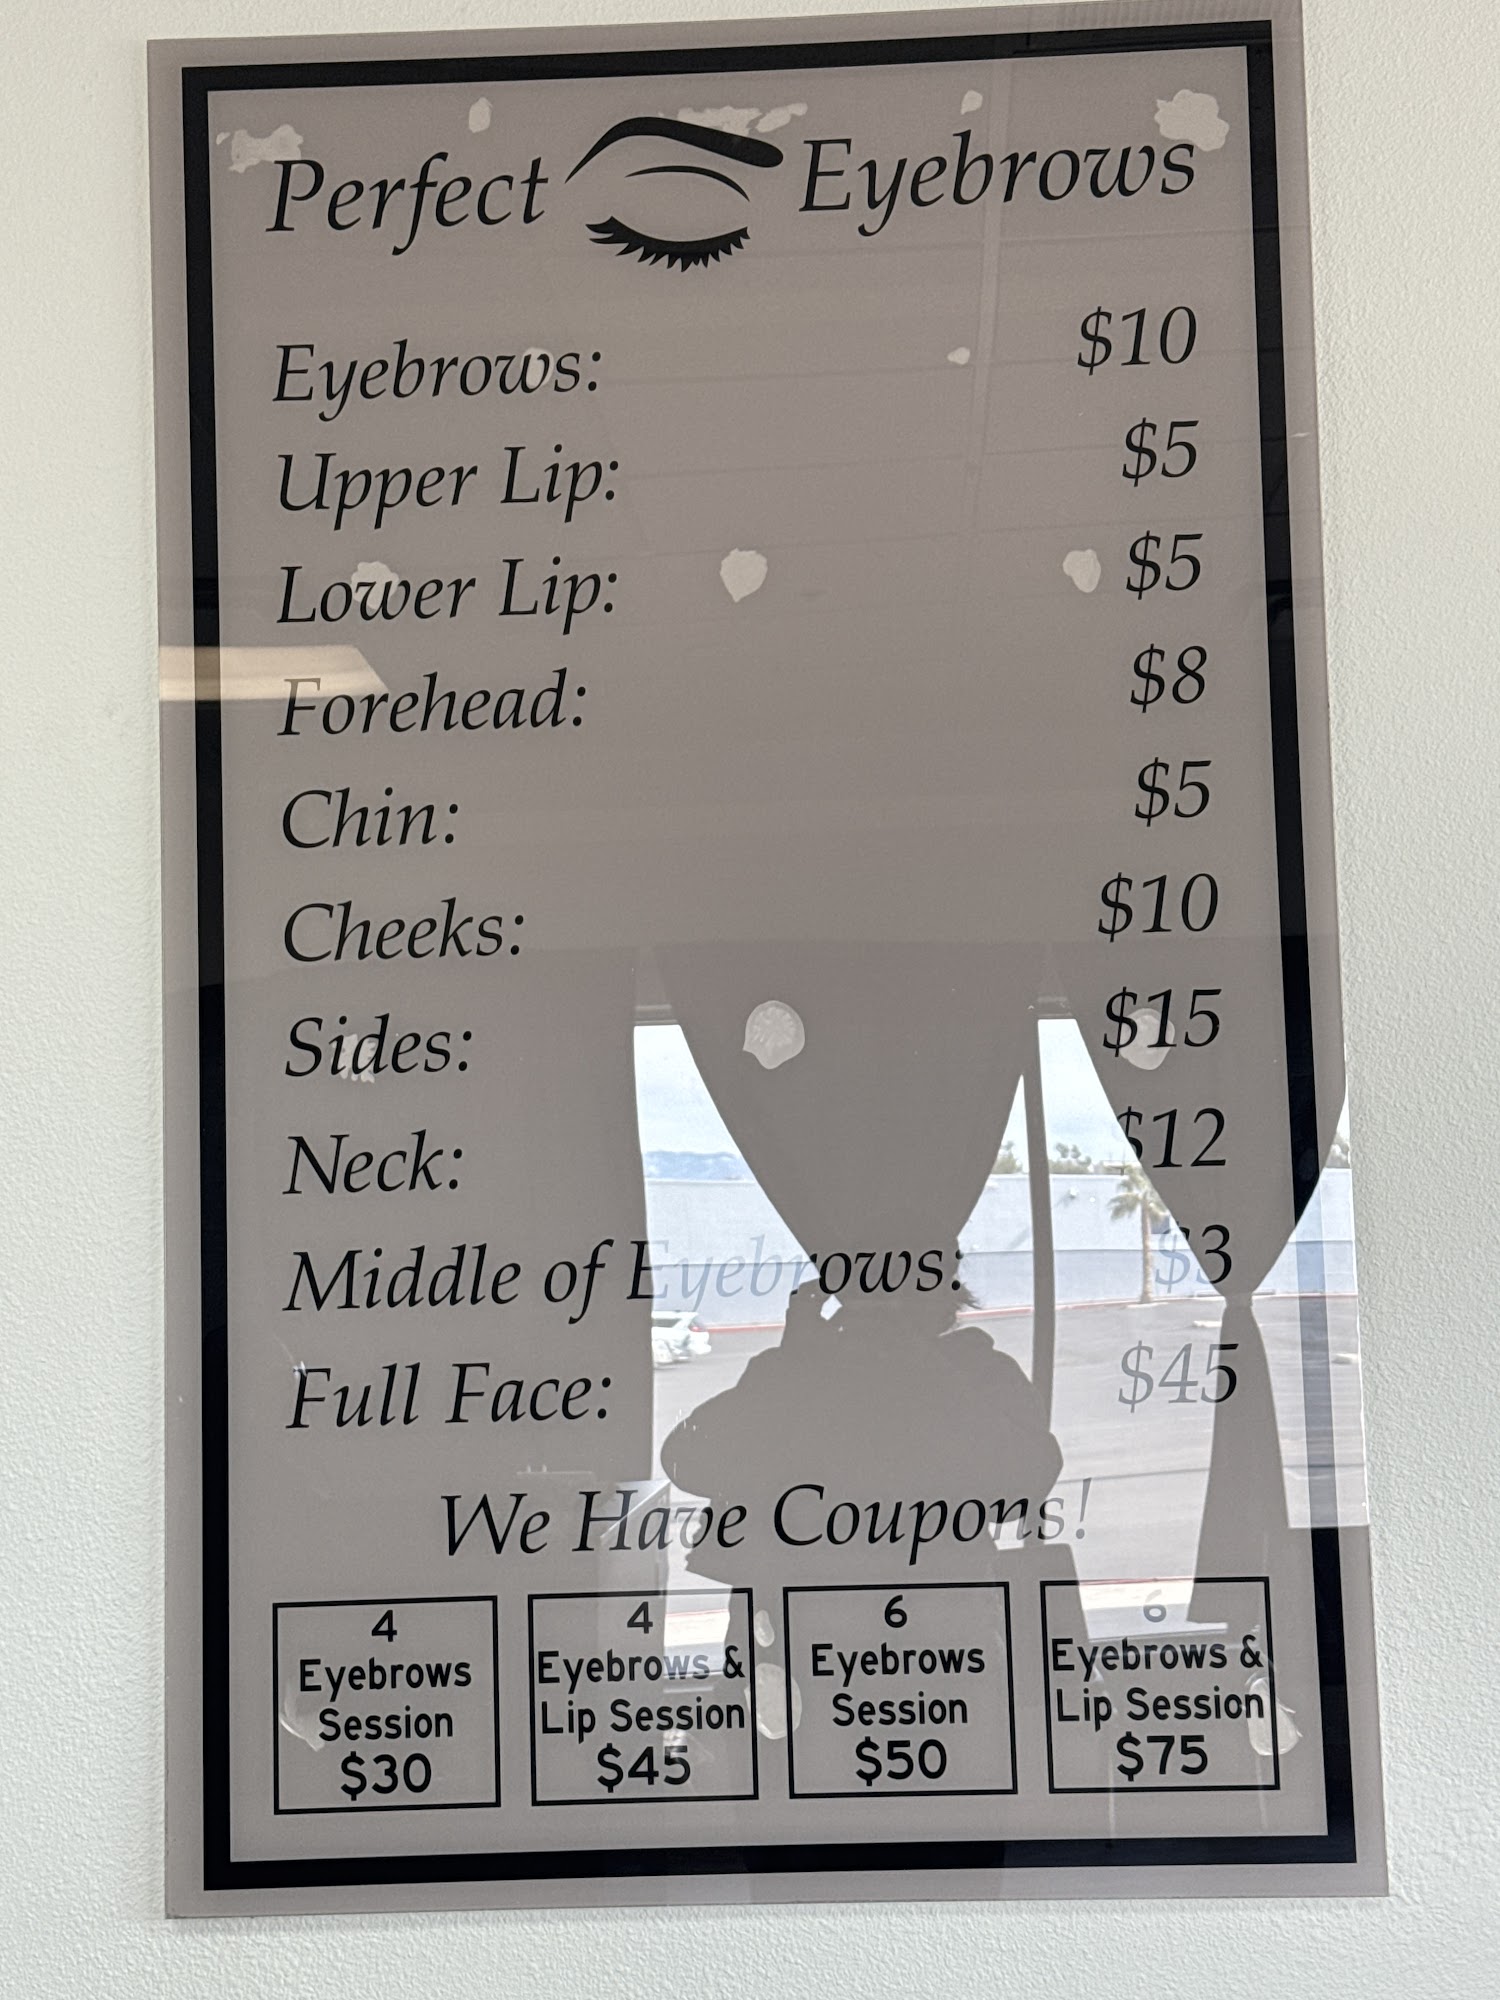 Perfect Eyebrows
Eyebrows: $10
Upper Lip: $5
Lower Lip: $5
Forehead: $8
Chin: $5
Cheeks: $10
Sides: $15
Neck: $12
Middle of Eyebrows: $3
Full Face: $45
We Have Coupons!
4
Eyebrows
Session
$30
4
Eyebrows &
Lip Session
$45
6
Eyebrows
Session
$50
6
Eyebrows &
Lip Session
$75